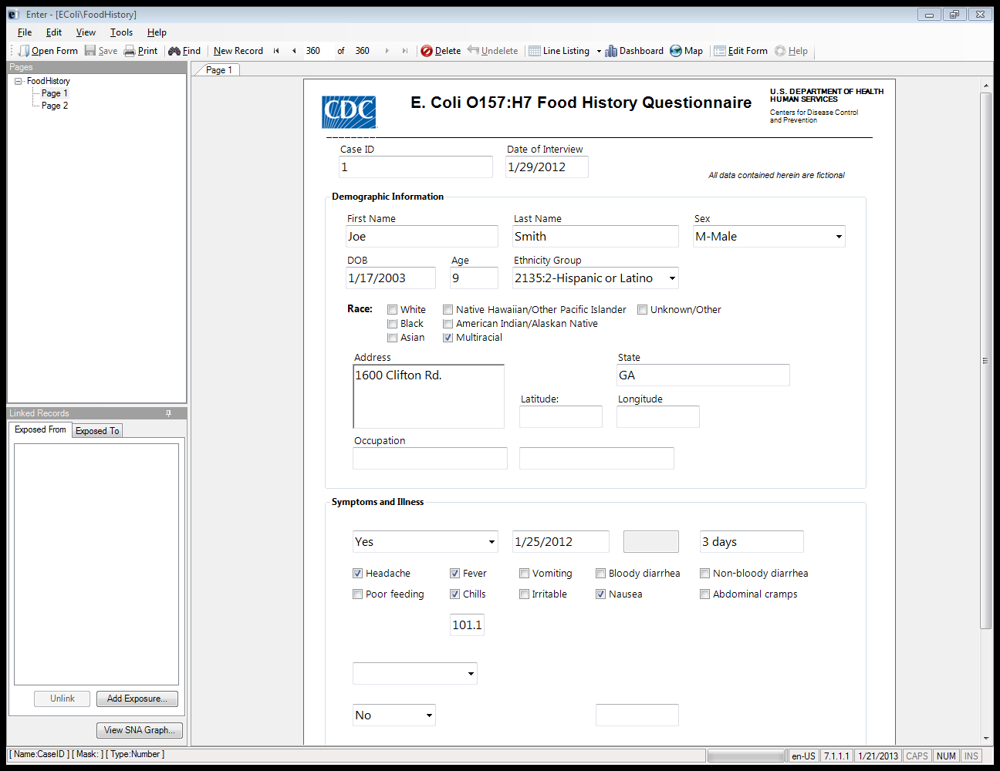 Enter - [EColi\FoodHistory]
File Edit View Tools Help
Open Form Save Print Find New Record 360 of 360 Delete Undelete Line Listing Dashboard Map Edit Form Help
Pages
FoodHistory
Page 1
Page 2
Linked Records
Exposed From Exposed To
Unlink Add Exposure...
View SNA Graph...
Page 1
CDC
E. Coli O157:H7 Food History Questionnaire
U.S. DEPARTMENT OF HEALTH
HUMAN SERVICES
Centers for Disease Control
and Prevention
Case ID Date of Interview
1 1/29/2012
All data contained herein are fictional
Demographic Information
First Name Last Name Sex
Joe Smith M-Male
DOB Age Ethnicity Group
1/17/2003 9 2135:2-Hispanic or Latino
Race: White Native Hawaiian/Other Pacific Islander Unknown/Other
Black American Indian/Alaskan Native
Asian Multiracial
Address State
1600 Clifton Rd. GA
Latitude: Longitude
Occupation
Symptoms and Illness
Yes 1/25/2012 3 days
Headache Fever Vomiting Bloody diarrhea Non-bloody diarrhea
Poor feeding Chills Irritable Nausea Abdominal cramps
101.1
No
[ Name:CaseID ] [ Mask: ] [ Type:Number ] en-US 7.1.1.1 1/21/2013 CAPS NUM INS